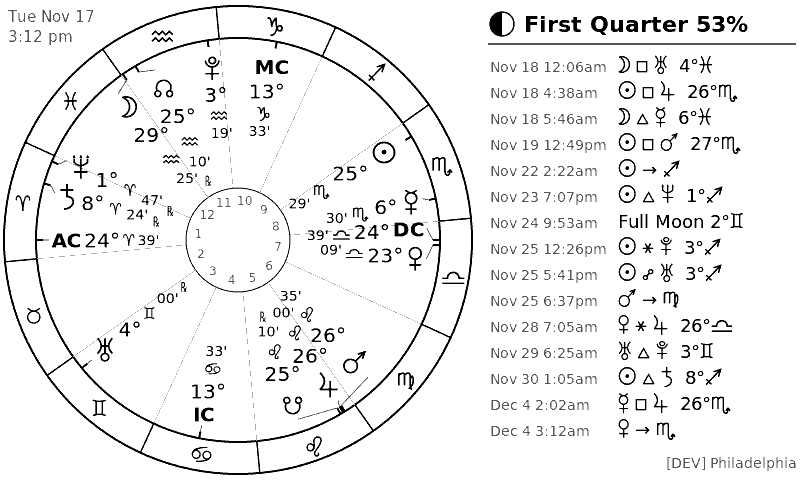 Tue Nov 17
3:12 pm
♒ ♑
♐
♓
♏
♈
♎
♉
♍
♊
♋ ♌
☽ 29° ♒ 25'
☊ 25° ♒ 10' ℞
♇ 3° ♒ 19'
MC 13° ♑ 33'
☉ 25° ♏ 29'
☿ 6° ♏ 30'
DC 24° ♎ 39'
♀ 23° ♎ 09'
♆ 1° ♈ 47' ℞
♄ 8° ♈ 24' ℞
AC 24° ♈ 39'
♅ 4° ♊ 00' ℞
IC 13° ♋ 33'
☋ 25° ♌ 10' ℞
♃ 26° ♌ 00'
♂ 26° ♌ 35'
1
2
3
4
5
6
7
8
9
10
11
12
First Quarter 53%
Nov 18 12:06am ☽ □ ♅ 4°♓
Nov 18 4:38am ☉ □ ♃ 26°♏
Nov 18 5:46am ☽ △ ☿ 6°♓
Nov 19 12:49pm ☉ □ ♂ 27°♏
Nov 22 2:22am ☉ → ♐
Nov 23 7:07pm ☉ △ ♆ 1°♐
Nov 24 9:53am Full Moon 2°♊
Nov 25 12:26pm ☉ ⚹ ♇ 3°♐
Nov 25 5:41pm ☉ ☍ ♅ 3°♐
Nov 25 6:37pm ♂ → ♍
Nov 28 7:05am ♀ ⚹ ♃ 26°♎
Nov 29 6:25am ♅ △ ♇ 3°♊
Nov 30 1:05am ☉ △ ♄ 8°♐
Dec 4 2:02am ☿ □ ♃ 26°♏
Dec 4 3:12am ♀ → ♏
[DEV] Philadelphia